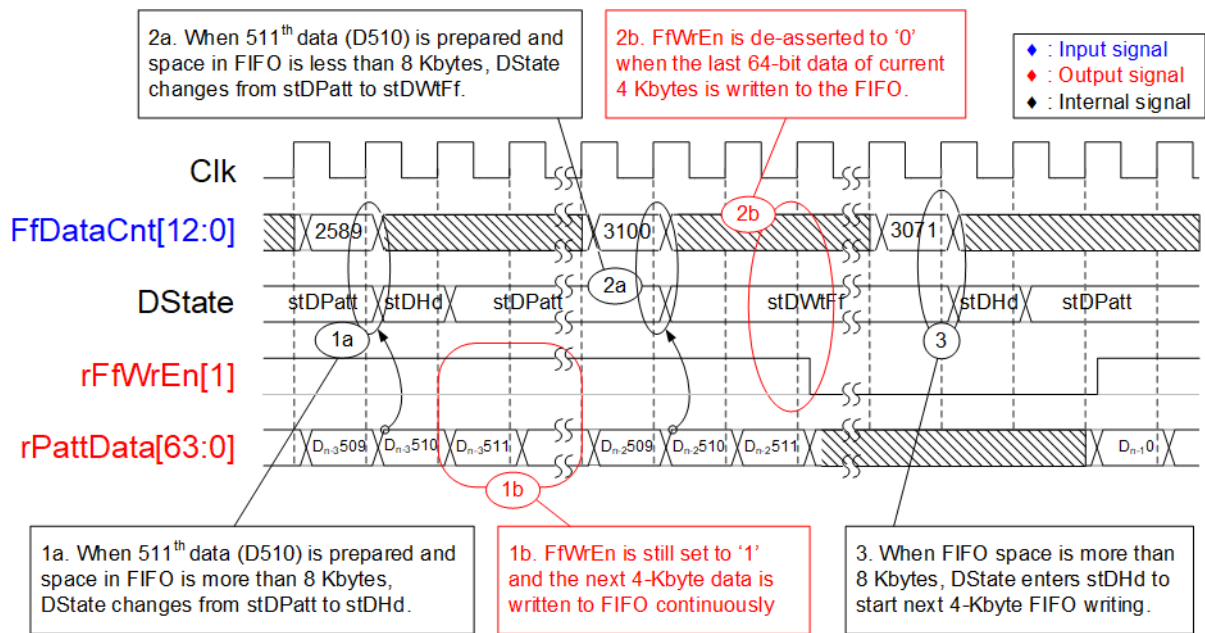 2a. When 511th data (D510) is prepared and
space in FIFO is less than 8 Kbytes, DState
changes from stDPatt to stDWtFf.
2b. FfWrEn is de-asserted to ‘0’
when the last 64-bit data of current
4 Kbytes is written to the FIFO.
♦ : Input signal
♦ : Output signal
♦ : Internal signal
Clk
2b
FfDataCnt[12:0] 2589 3100 3071
2a
DState stDPatt stDHd stDPatt stDWtFf stDHd stDPatt
1a
3
rFfWrEn[1]
rPattData[63:0] Dn-3509 Dn-3510 Dn-3511 Dn-2509 Dn-2510 Dn-2511 Dn-10
1b
1a. When 511th data (D510) is prepared and
space in FIFO is more than 8 Kbytes,
DState changes from stDPatt to stDHd.
1b. FfWrEn is still set to ‘1’
and the next 4-Kbyte data is
written to FIFO continuously
3. When FIFO space is more than
8 Kbytes, DState enters stDHd to
start next 4-Kbyte FIFO writing.